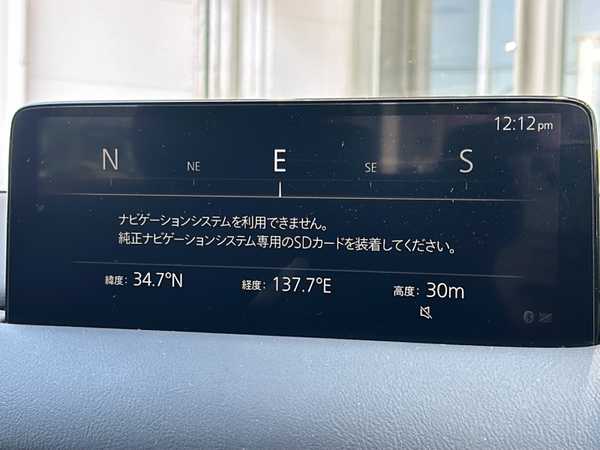 12:12pm
N NE E SE S
ナビゲーションシステムを利用できません。
純正ナビゲーションシステム専用のSDカードを装着してください。
緯度: 34.7°N 経度: 137.7°E 高度: 30m